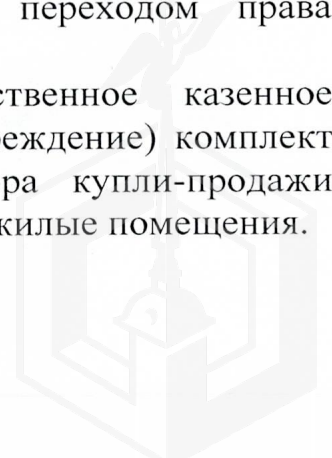 переходом права
ственное казенное
реждение) комплект
ра купли-продажи
жилые помещения.